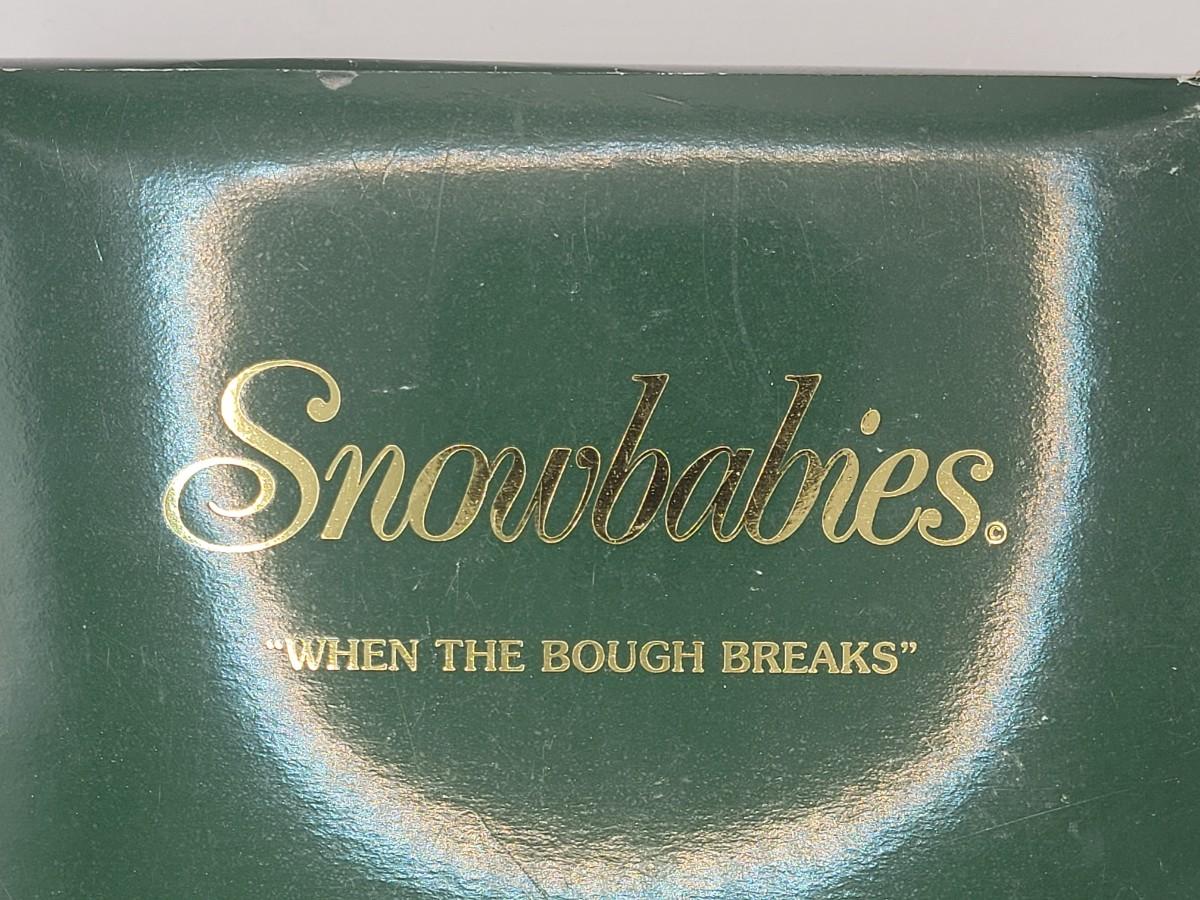 Snowbabies©
“WHEN THE BOUGH BREAKS”